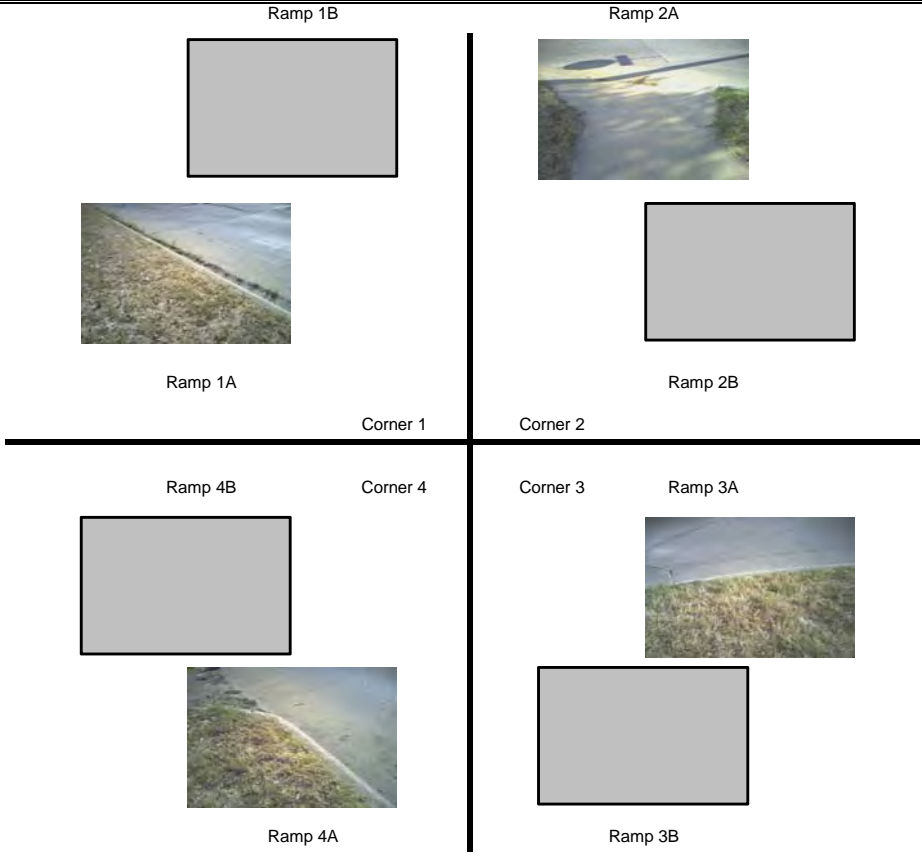 Ramp 1B Ramp 2A
Ramp 1A Ramp 2B
Corner 1 Corner 2
Ramp 4B Corner 4 Corner 3 Ramp 3A
Ramp 4A Ramp 3B